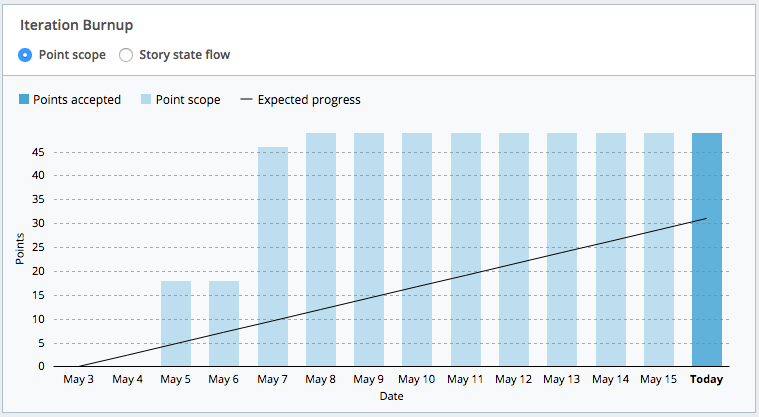 Iteration Burnup
Point scope Story state flow
Points accepted Point scope Expected progress
45
40
35
30
25
20
15
10
5
0
Points
May 3 May 4 May 5 May 6 May 7 May 8 May 9 May 10 May 11 May 12 May 13 May 14 May 15 Today
Date